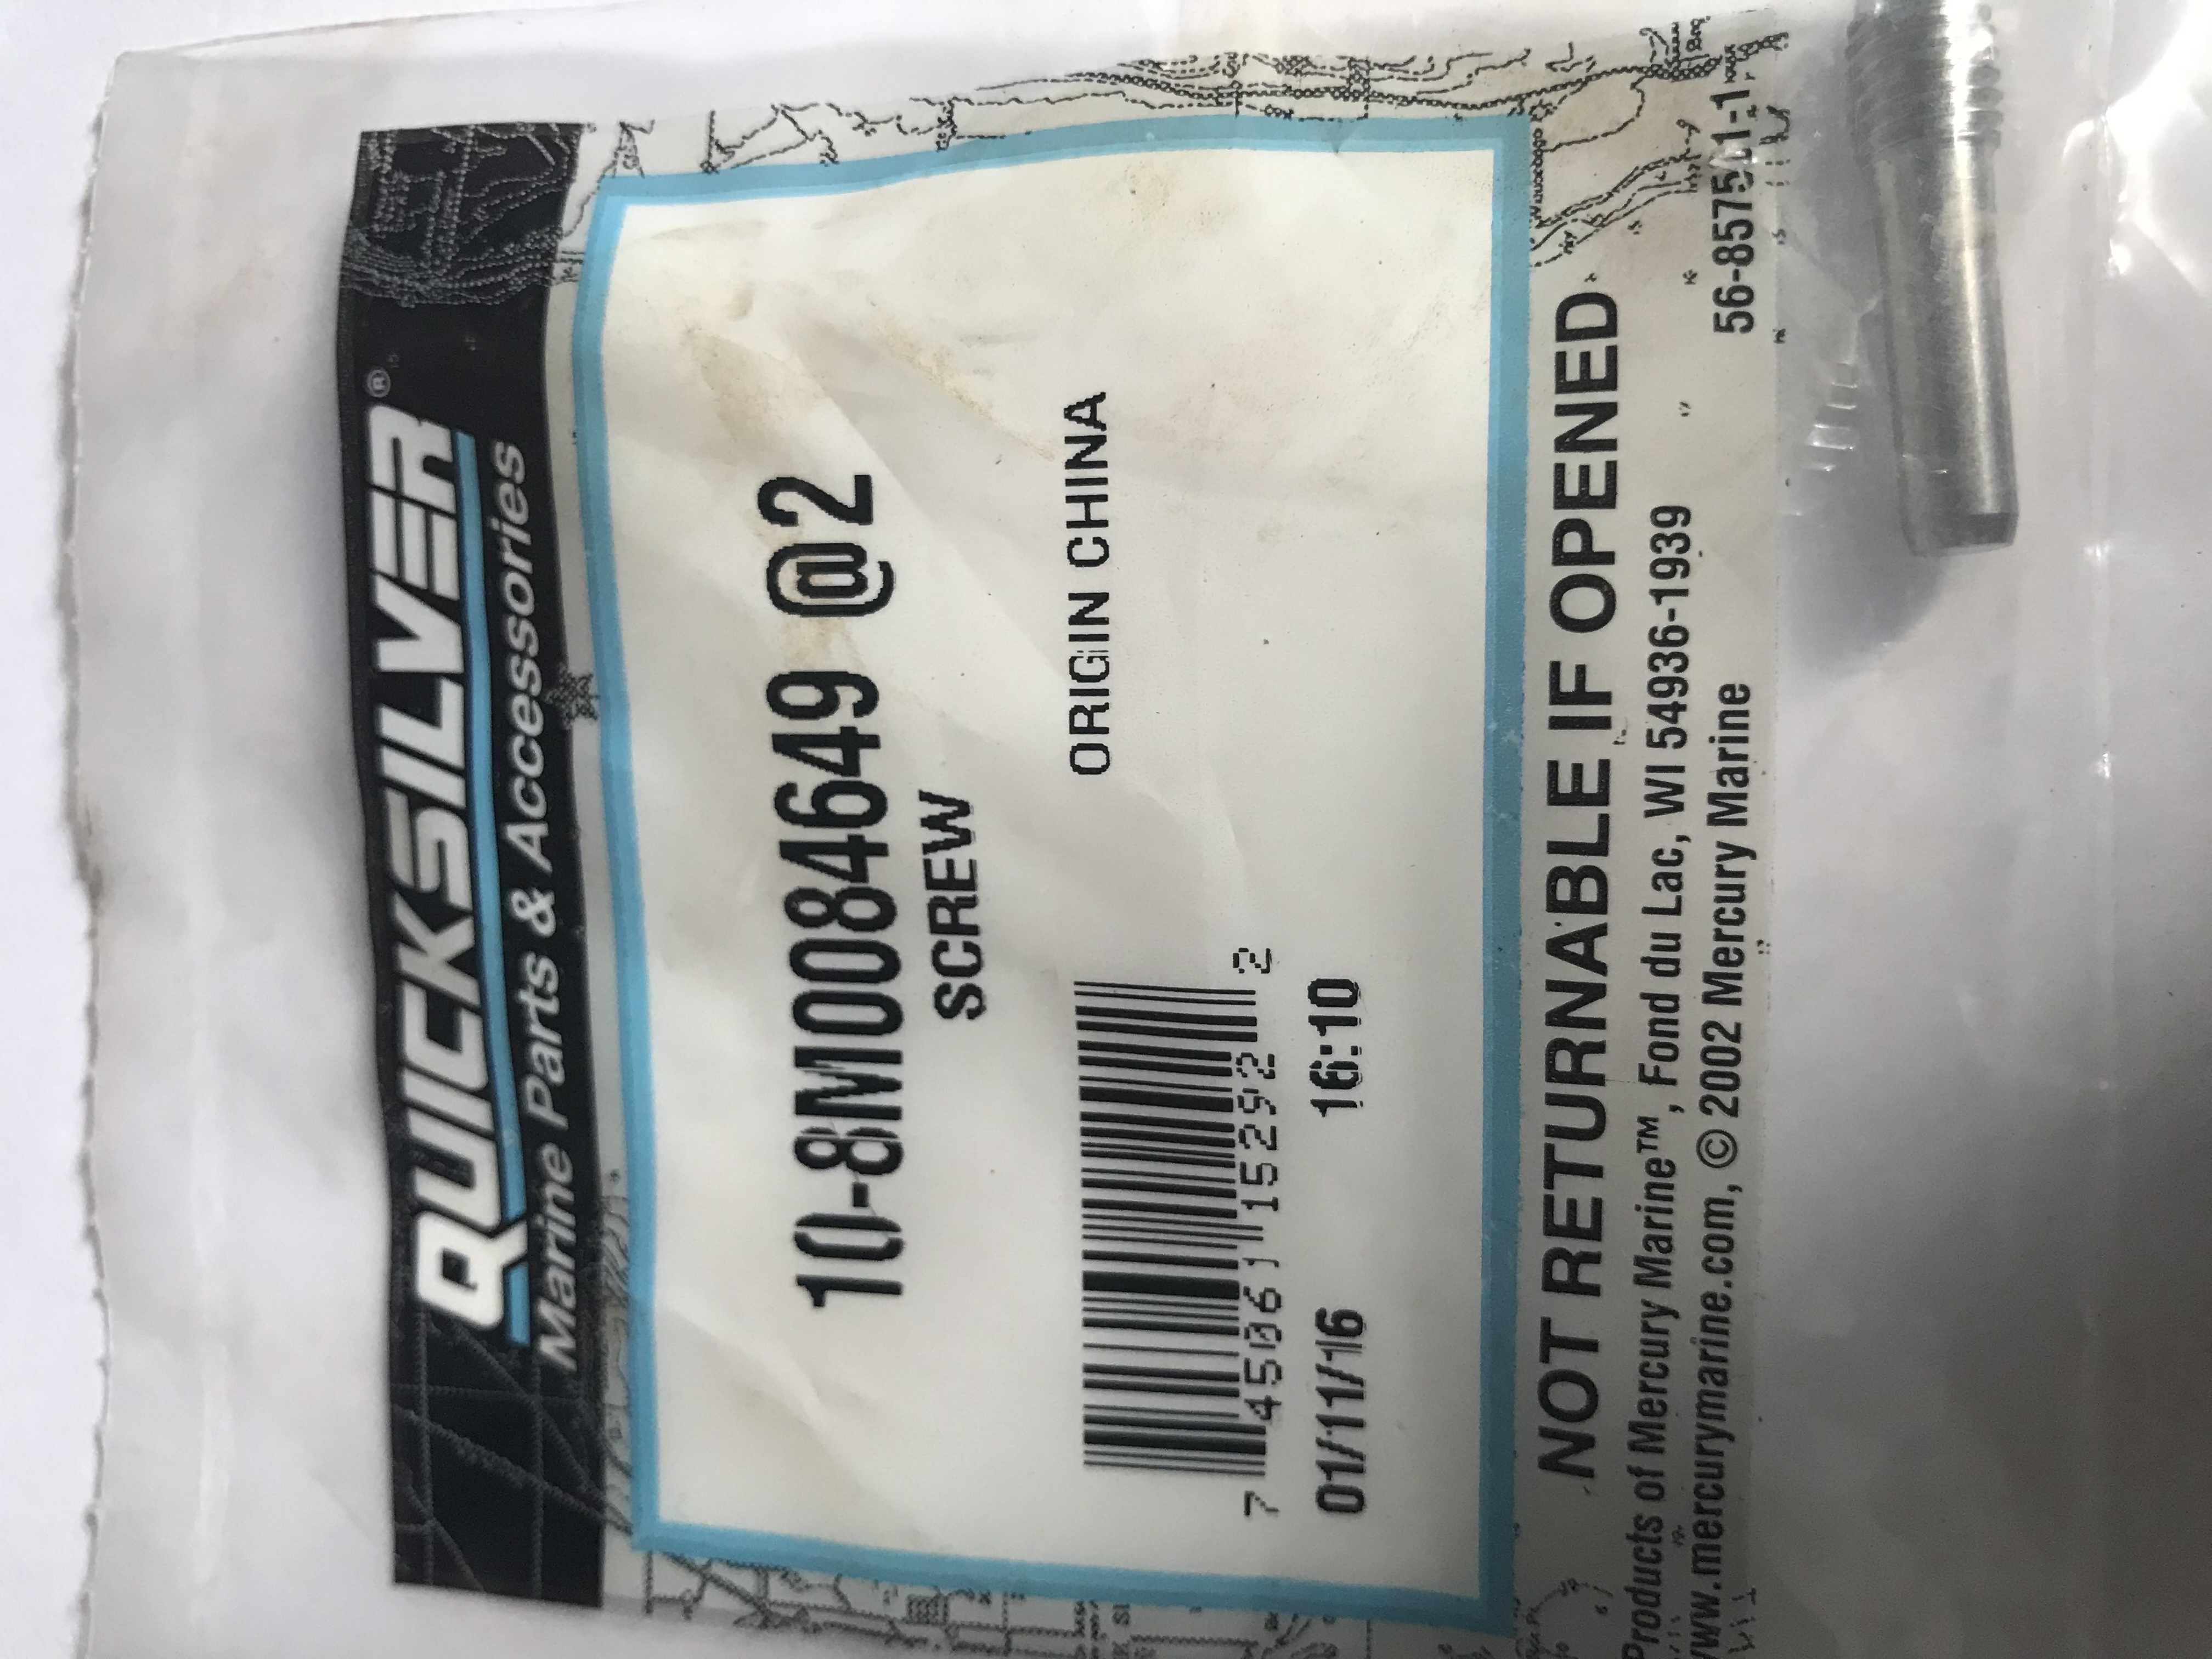 QUICKSILVER®
Marine Parts & Accessories
10-8M0084649 @2
SCREW
ORIGIN CHINA
7 45061 15292 2
01/11/16 16:10
NOT RETURNABLE IF OPENED
Products of Mercury Marine™, Fond du Lac, WI 54936-1939
www.mercurymarine.com, © 2002 Mercury Marine